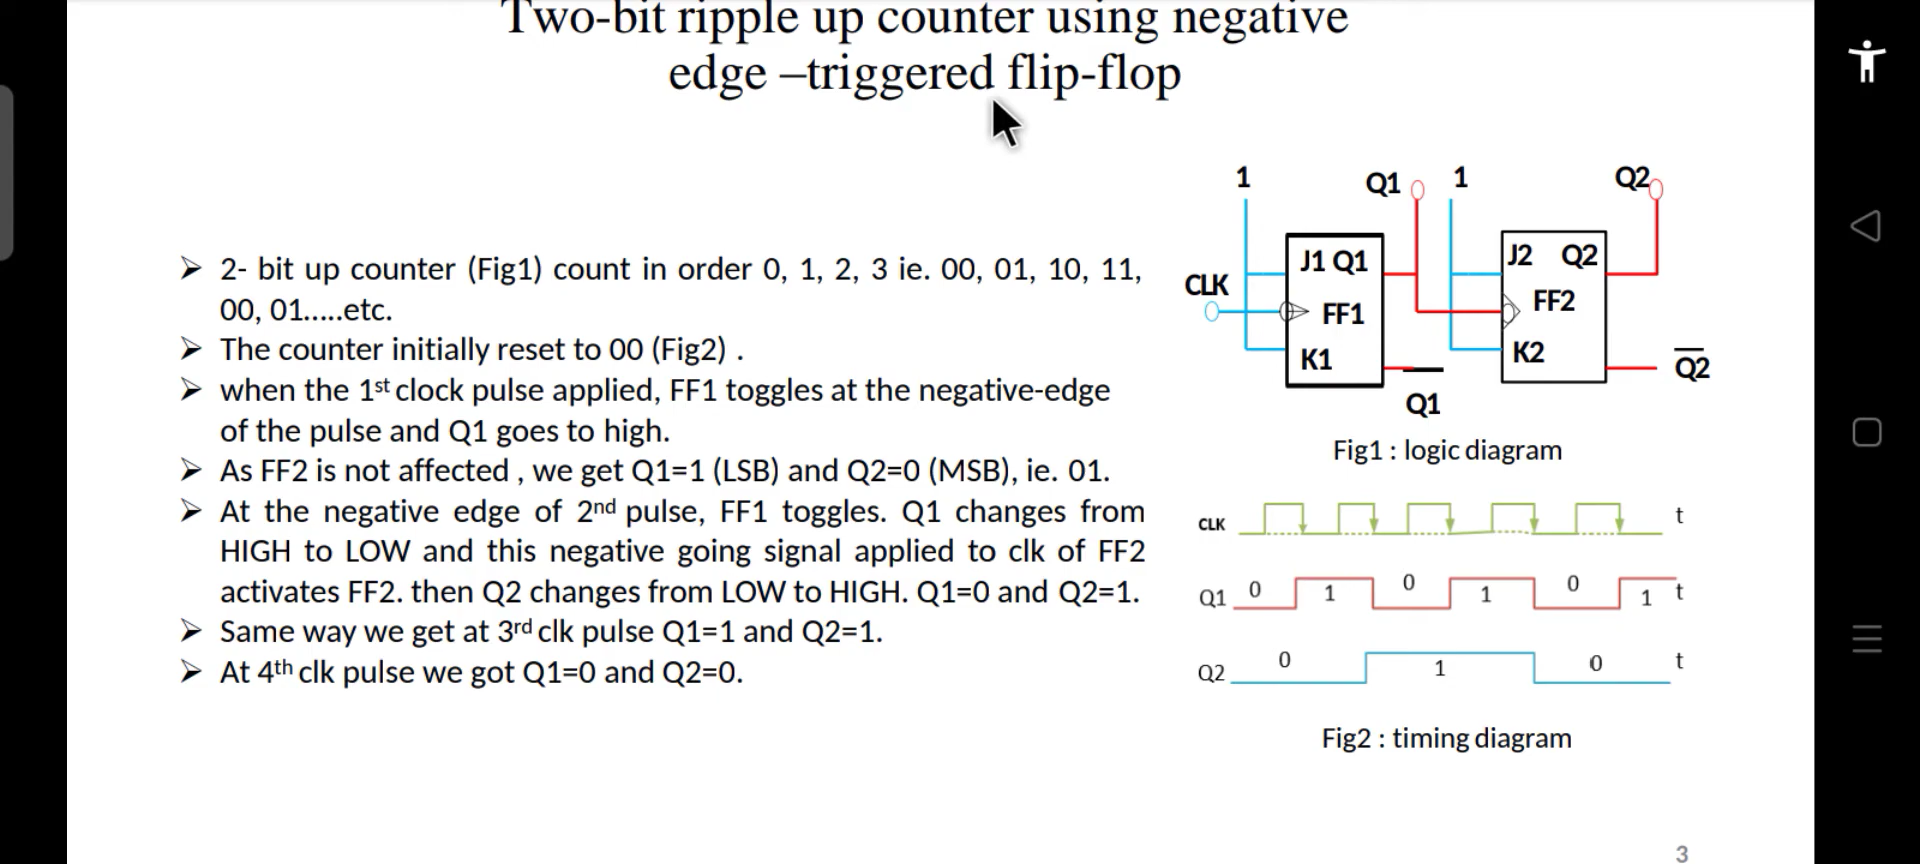 Two-bit ripple up counter using negative
edge –triggered flip-flop
➢ 2- bit up counter (Fig1) count in order 0, 1, 2, 3 ie. 00, 01, 10, 11,
00, 01.....etc.
➢ The counter initially reset to 00 (Fig2) .
➢ when the 1st clock pulse applied, FF1 toggles at the negative-edge
of the pulse and Q1 goes to high.
➢ As FF2 is not affected , we get Q1=1 (LSB) and Q2=0 (MSB), ie. 01.
➢ At the negative edge of 2nd pulse, FF1 toggles. Q1 changes from
HIGH to LOW and this negative going signal applied to clk of FF2
activates FF2. then Q2 changes from LOW to HIGH. Q1=0 and Q2=1.
➢ Same way we get at 3rd clk pulse Q1=1 and Q2=1.
➢ At 4th clk pulse we got Q1=0 and Q2=0.
1 Q1 1 Q2
J1 Q1 J2 Q2
CLK FF1 FF2
K1 K2 Q̅2̅
Q1
Fig1 : logic diagram
CLK t
Q1 0 1 0 1 0 1 t
Q2 0 1 0 t
Fig2 : timing diagram
3